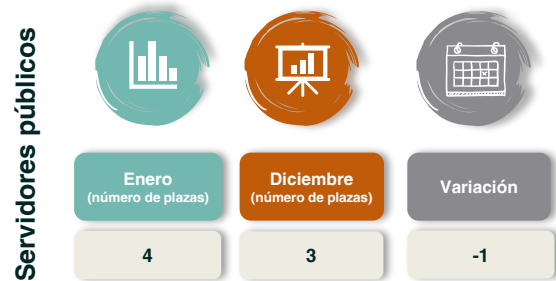 Servidores públicos
Enero
(número de plazas)
Diciembre
(número de plazas)
Variación
4
3
-1